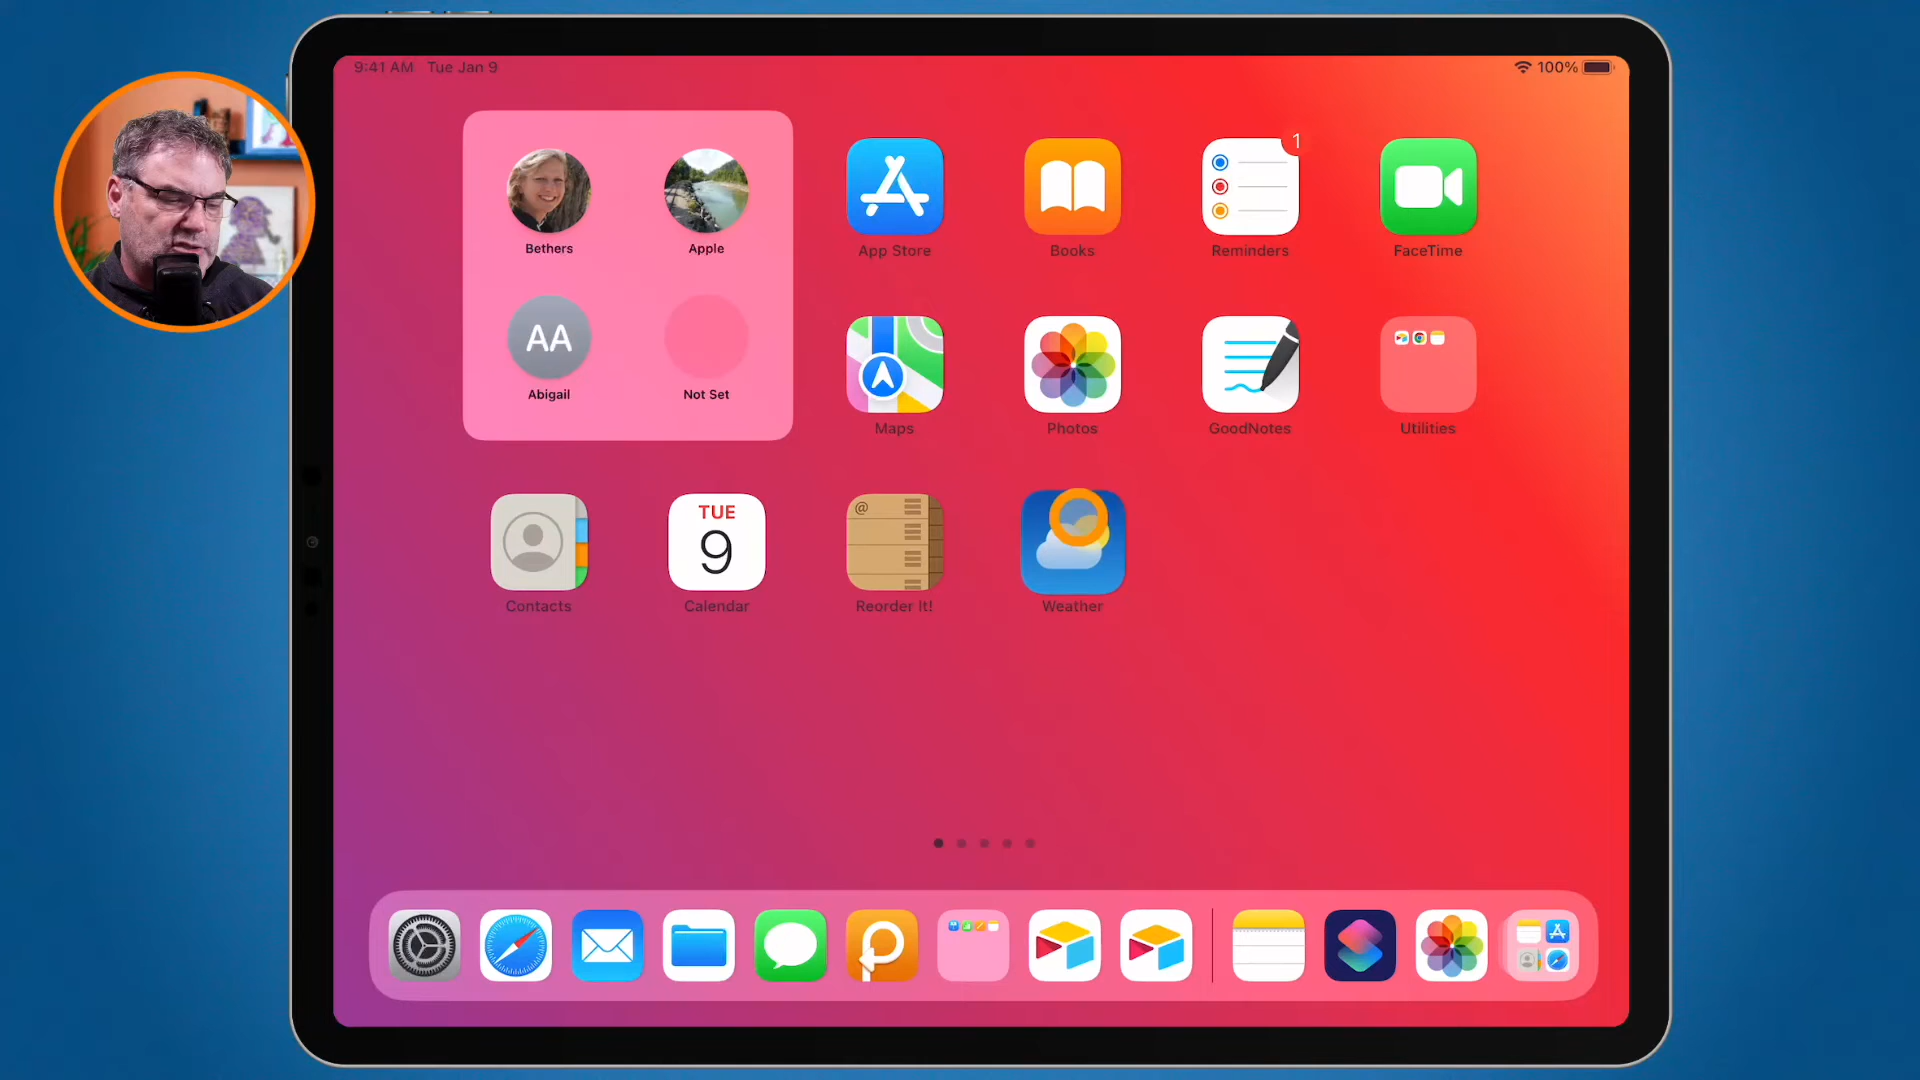 9:41 AM Tue Jan 9
100%
Bethers
Apple
AA
Abigail
Not Set
1
App Store
Books
Reminders
FaceTime
Maps
Photos
GoodNotes
Utilities
TUE
9
@
Contacts
Calendar
Reorder It!
Weather